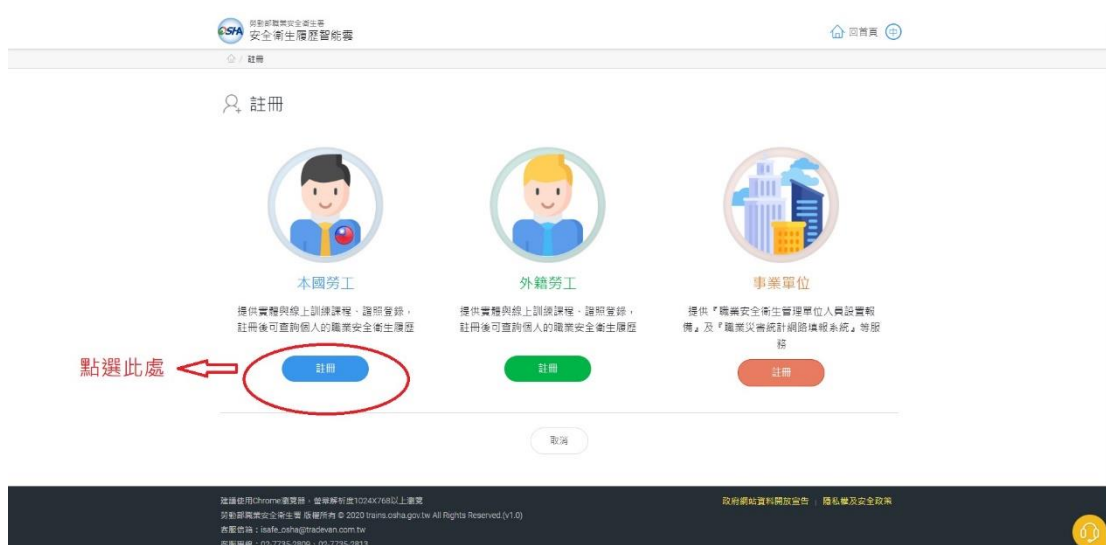 OSHA
勞動部職業安全衛生署
安全衛生履歷智能雲
回首頁 中
/ 註冊
註冊
本國勞工
提供實體與線上訓練課程、證照登錄，
註冊後可查詢個人的職業安全衛生履歷
註冊
外籍勞工
提供實體與線上訓練課程、證照登錄，
註冊後可查詢個人的職業安全衛生履歷
註冊
事業單位
提供『職業安全衛生管理單位人員設置報
備』及『職業災害統計網路填報系統』等服
務
註冊
點選此處
取消
建議使用Chrome瀏覽器，螢幕解析度1024X768以上瀏覽
勞動部職業安全衛生署 版權所有 © 2020 trains.osha.gov.tw All Rights Reserved.(v1.0)
客服信箱：isafe_osha@tradevan.com.tw
客服專線：02-7735-2809、02-7735-2813
政府網站資料開放宣告 | 隱私權及安全政策